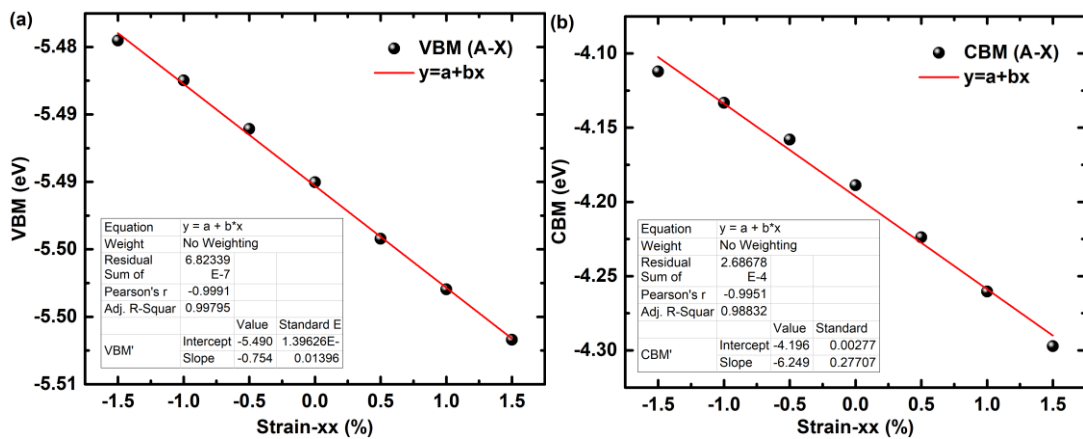 (a)
VBM (A-X)
y=a+bx
VBM (eV)
-5.48
-5.49
-5.49
-5.50
-5.50
-5.51
Equation y = a + b*x
Weight No Weighting
Residual Sum of 6.82339E-7
Pearson's r -0.9991
Adj. R-Squar 0.99795
Value Standard E
VBM' Intercept -5.490 1.39626E-
Slope -0.754 0.01396
-1.5 -1.0 -0.5 0.0 0.5 1.0 1.5
Strain-xx (%)
(b)
CBM (A-X)
y=a+bx
CBM (eV)
-4.10
-4.15
-4.20
-4.25
-4.30
Equation y = a + b*x
Weight No Weighting
Residual Sum of 2.68678E-4
Pearson's r -0.9951
Adj. R-Squar 0.98832
Value Standard
CBM' Intercept -4.196 0.00277
Slope -6.249 0.27707
-1.5 -1.0 -0.5 0.0 0.5 1.0 1.5
Strain-xx (%)